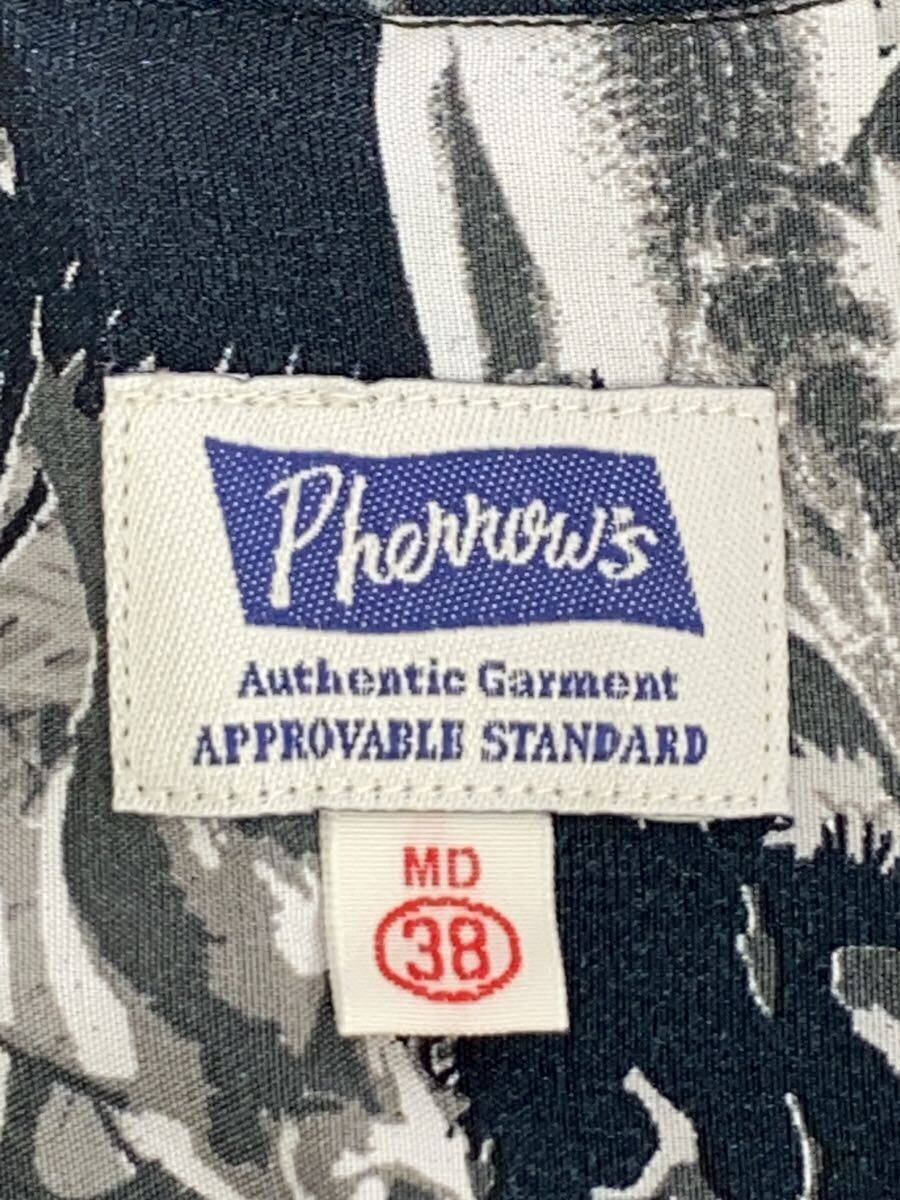 Pherrow's
Authentic Garment
APPROVABLE STANDARD
MD
38